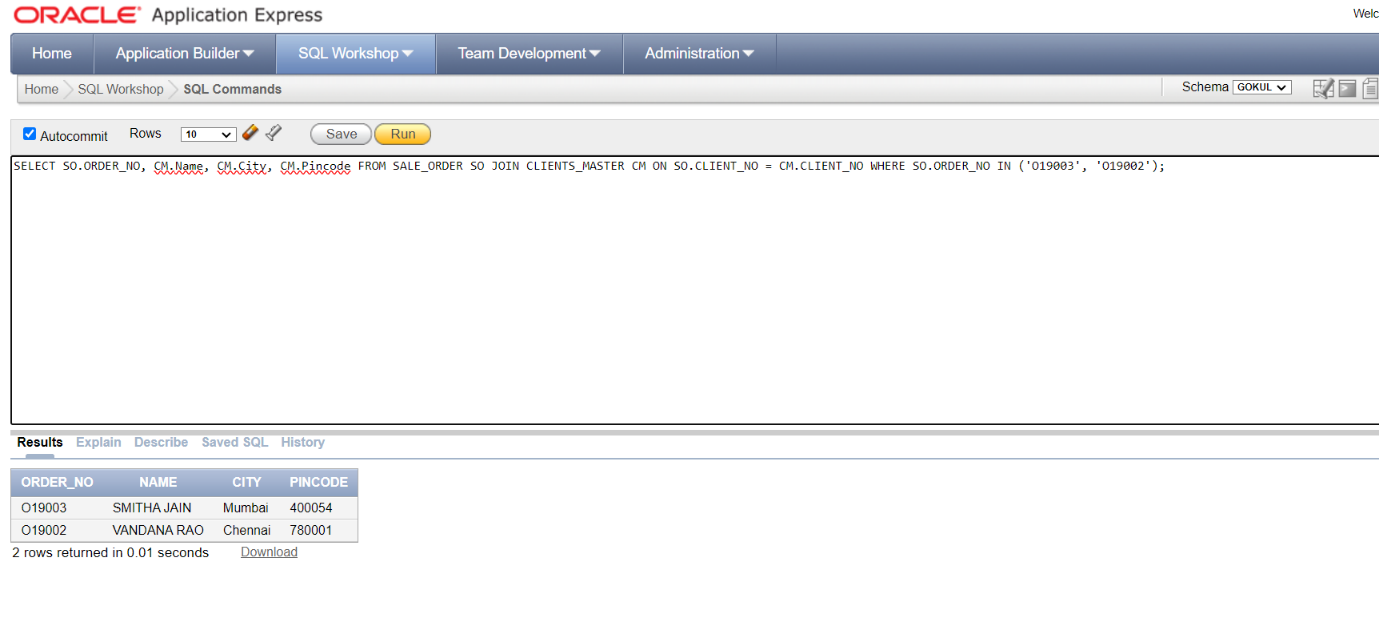 ORACLE® Application Express
Welc
Home Application Builder SQL Workshop Team Development Administration
Home SQL Workshop SQL Commands Schema GOKUL
Autocommit Rows 10 Save Run
SELECT SO.ORDER_NO, CM.Name, CM.City, CM.Pincode FROM SALE_ORDER SO JOIN CLIENTS_MASTER CM ON SO.CLIENT_NO = CM.CLIENT_NO WHERE SO.ORDER_NO IN ('O19003', 'O19002');
Results Explain Describe Saved SQL History
ORDER_NO NAME CITY PINCODE
O19003 SMITHA JAIN Mumbai 400054
O19002 VANDANA RAO Chennai 780001
2 rows returned in 0.01 seconds Download